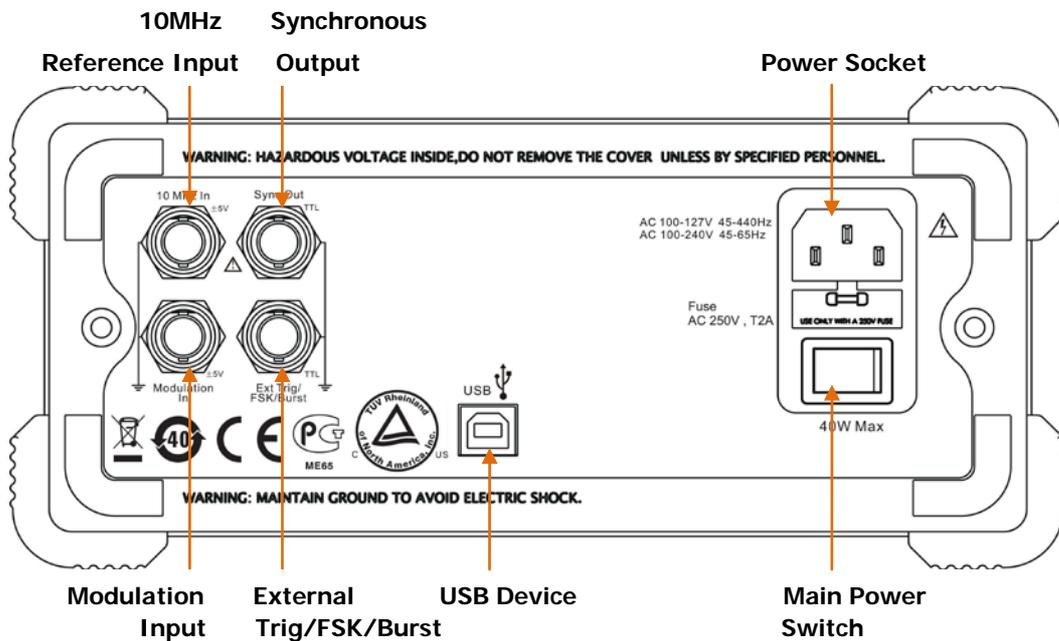 10MHz Synchronous
Reference Input Output Power Socket
WARNING: HAZARDOUS VOLTAGE INSIDE,DO NOT REMOVE THE COVER UNLESS BY SPECIFIED PERSONNEL.
10 MHz In Sync Out
±5V TTL
AC 100-127V 45-440Hz
AC 100-240V 45-65Hz
Fuse
AC 250V , T2A
USE ONLY WITH A 250V FUSE
±5V TTL
Modulation
In
Ext Trig/
FSK/Burst
USB
40W Max
40
CE
PG
ME65
TÜV Rheinland
of North America, Inc.
C US
WARNING: MAINTAIN GROUND TO AVOID ELECTRIC SHOCK.
Modulation External USB Device Main Power
Input Trig/FSK/Burst Switch